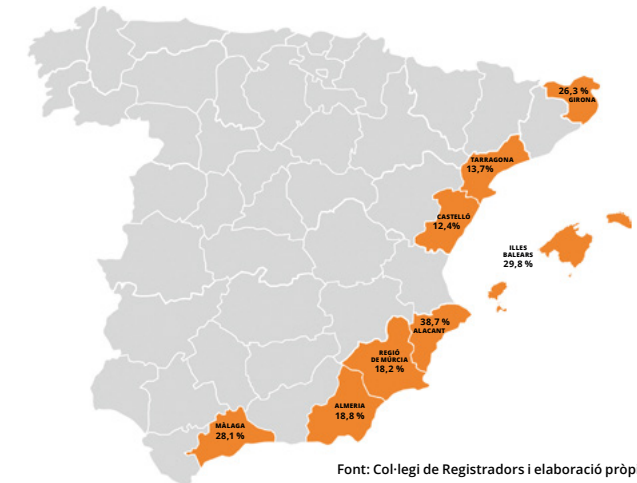 26,3 %
GIRONA
TARRAGONA
13,7%
CASTELLÓ
12,4%
ILLES
BALEARS
29,8 %
38,7 %
ALACANT
REGIÓ
DE MÚRCIA
18,2 %
ALMERIA
18,8 %
MÀLAGA
28,1 %
Font: Col·legi de Registradors i elaboració pròp